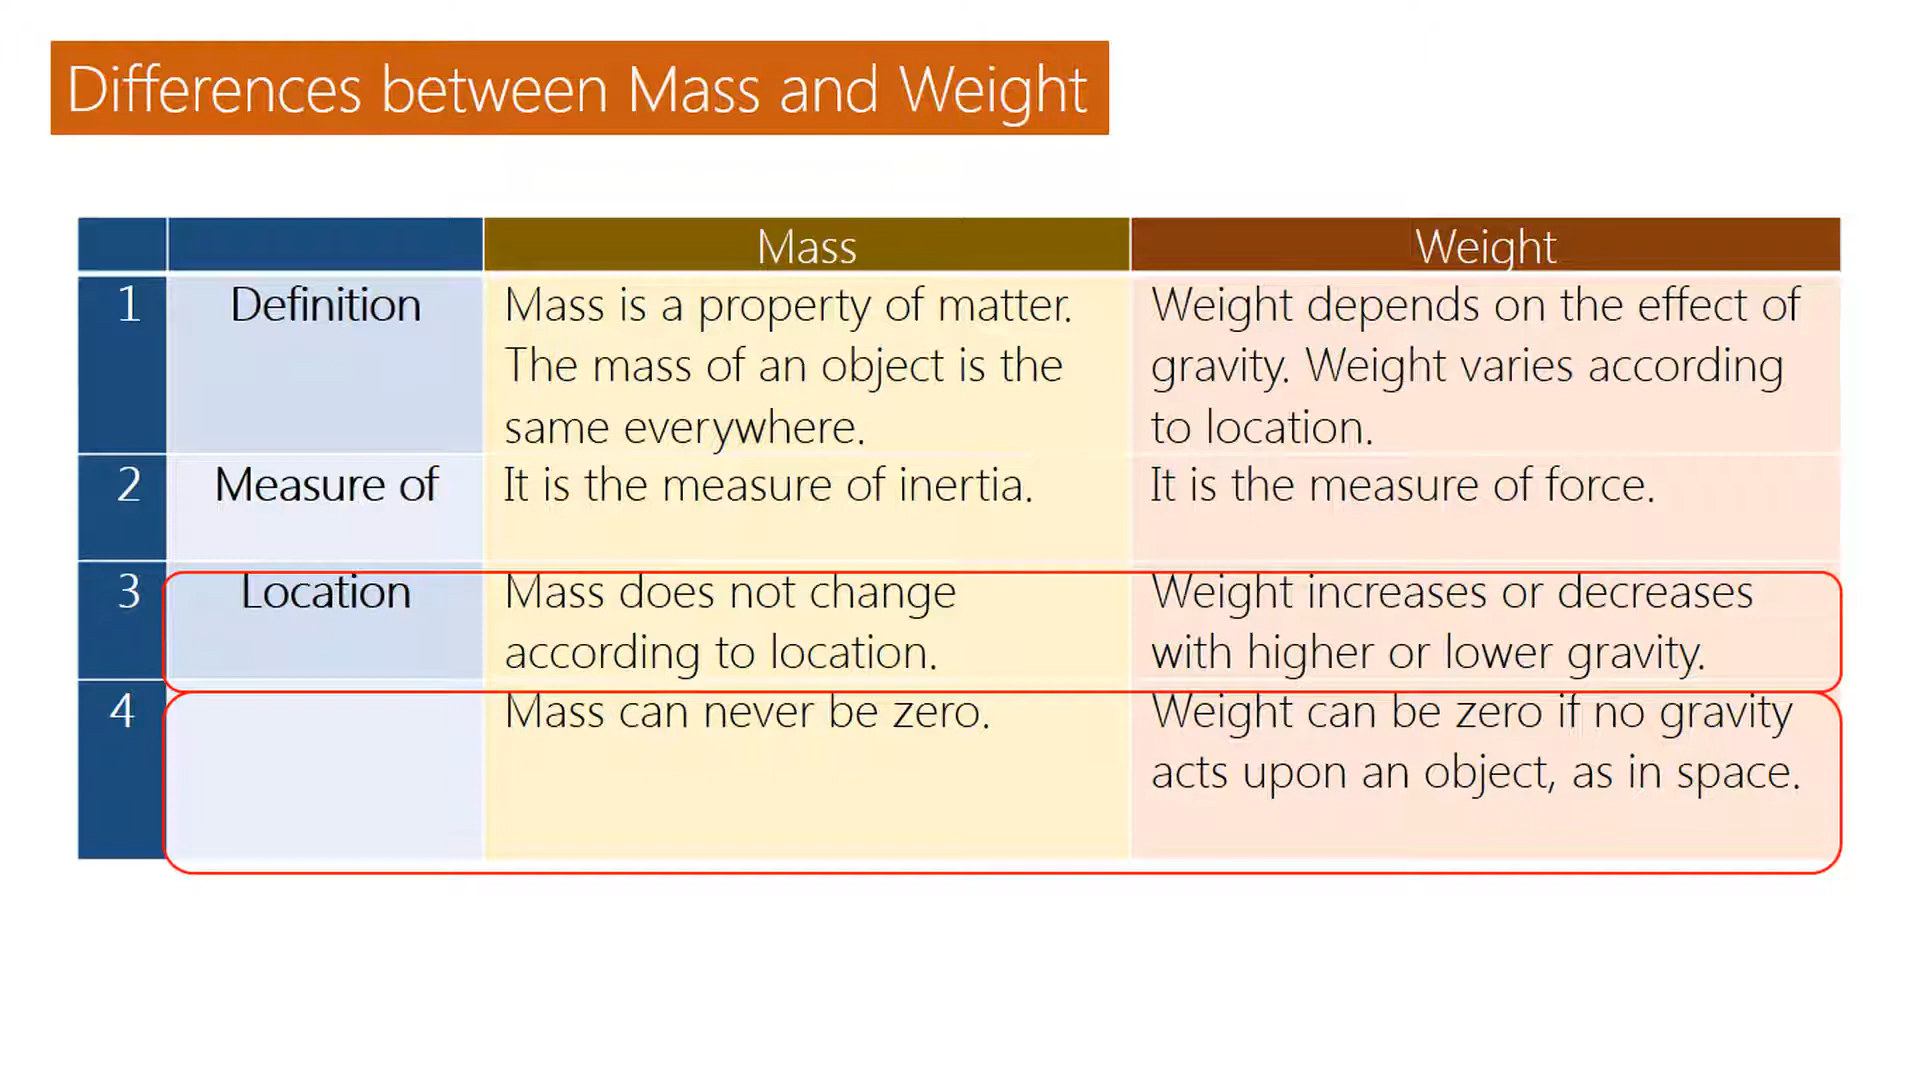 Differences between Mass and Weight
Mass
Weight
1
Definition
Mass is a property of matter.
The mass of an object is the
same everywhere.
Weight depends on the effect of
gravity. Weight varies according
to location.
2
Measure of
It is the measure of inertia.
It is the measure of force.
3
Location
Mass does not change
according to location.
Weight increases or decreases
with higher or lower gravity.
4
Mass can never be zero.
Weight can be zero if no gravity
acts upon an object, as in space.